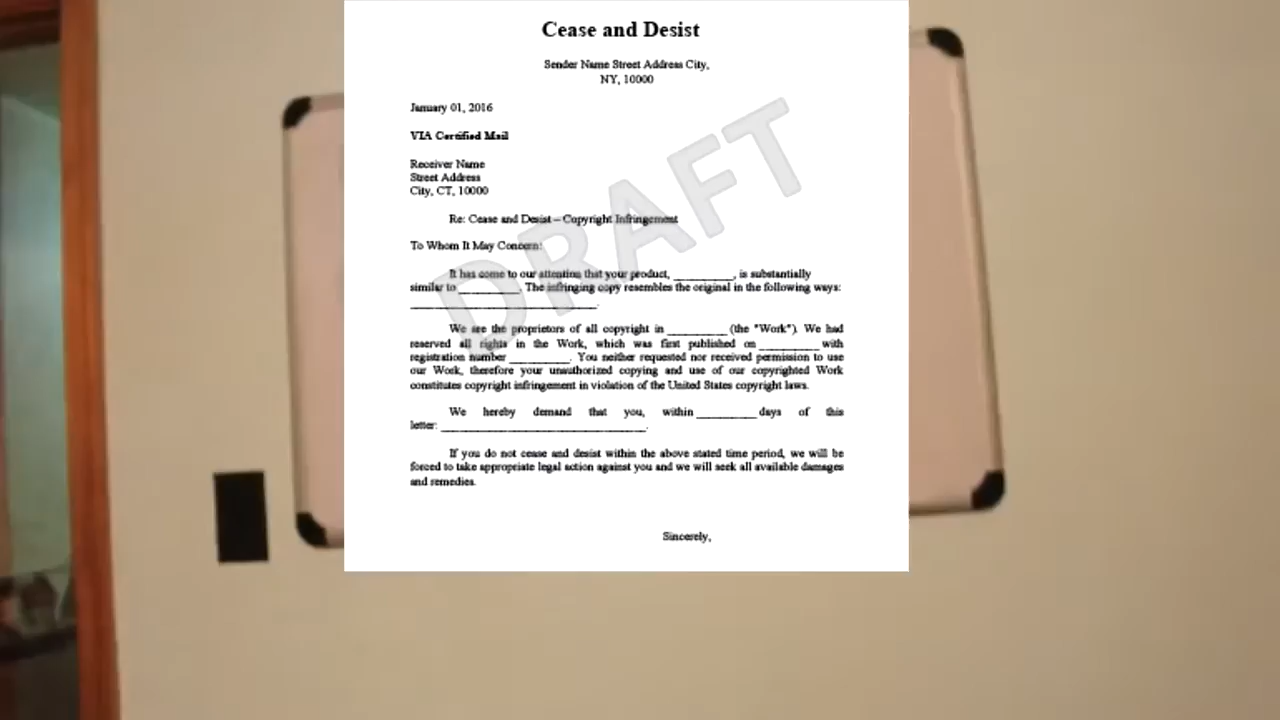 Cease and Desist
Sender Name Street Address City,
NY, 10000
January 01, 2016
VIA Certified Mail
Receiver Name
Street Address
City, CT, 10000
Re: Cease and Desist – Copyright Infringement
To Whom It May Concern:
It has come to our attention that your product, __________, is substantially
similar to __________. The infringing copy resembles the original in the following ways:
______________________________.
We are the proprietors of all copyright in __________ (the "Work"). We had
reserved all rights in the Work, which was first published on __________ with
registration number __________. You neither requested nor received permission to use
our Work, therefore your unauthorized copying and use of our copyrighted Work
constitutes copyright infringement in violation of the United States copyright laws.
We hereby demand that you, within __________ days of this
letter: __________________________________.
If you do not cease and desist within the above stated time period, we will be
forced to take appropriate legal action against you and we will seek all available damages
and remedies.
Sincerely,
DRAFT